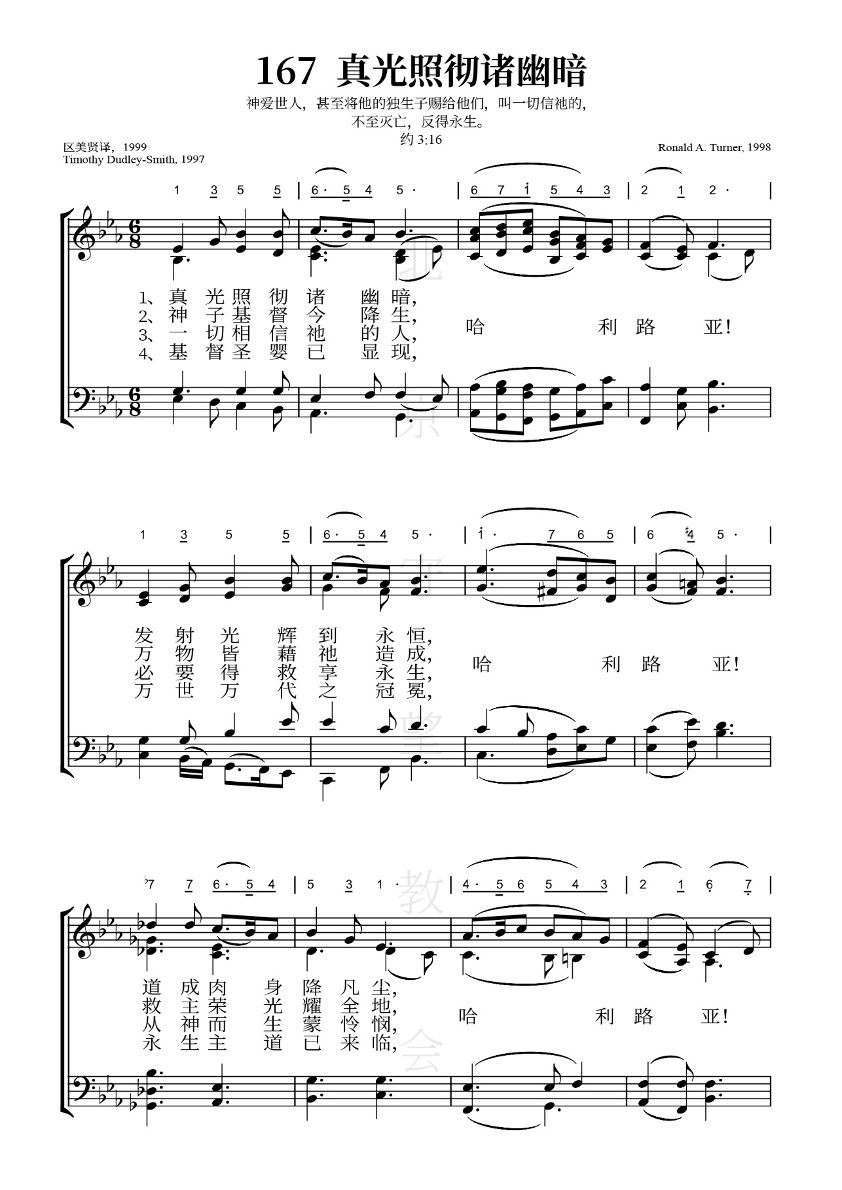 167 真光照彻诸幽暗
神爱世人，甚至将他的独生子赐给他们，叫一切信祂的，
不至灭亡，反得永生。
约 3:16
区美贤译，1999
Timothy Dudley-Smith, 1997
Ronald A. Turner, 1998
1 3 5 5 | 6· 5 4 5· | 6 7 1 5 4 3 | 2 1 2· |
6 8
1、真光照彻诸幽暗，
2、神子基督今降生，
3、一切相信祂的人，
4、基督圣婴已显现，
哈利路亚！
6 8
1 3 5 5 | 6· 5 4 5· | 1· 7 6 5 | 6 ♮4 5· |
发射光辉到永恒，
万物皆藉祂造成，
必要得救享永生，
万世万代之冠冕，
哈利路亚！
♭7 7 6· 5 4 | 5 3 1· | 4· 5 6 5 4 3 | 2 1 6 7 |
道成肉身降凡尘，
救主荣光耀全地，
从神而生蒙怜悯，
永生主道已来临，
哈利路亚！
北京守望教会